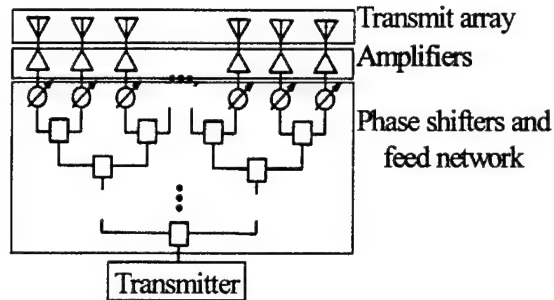 Transmit array
Amplifiers
Phase shifters and
feed network
Transmitter